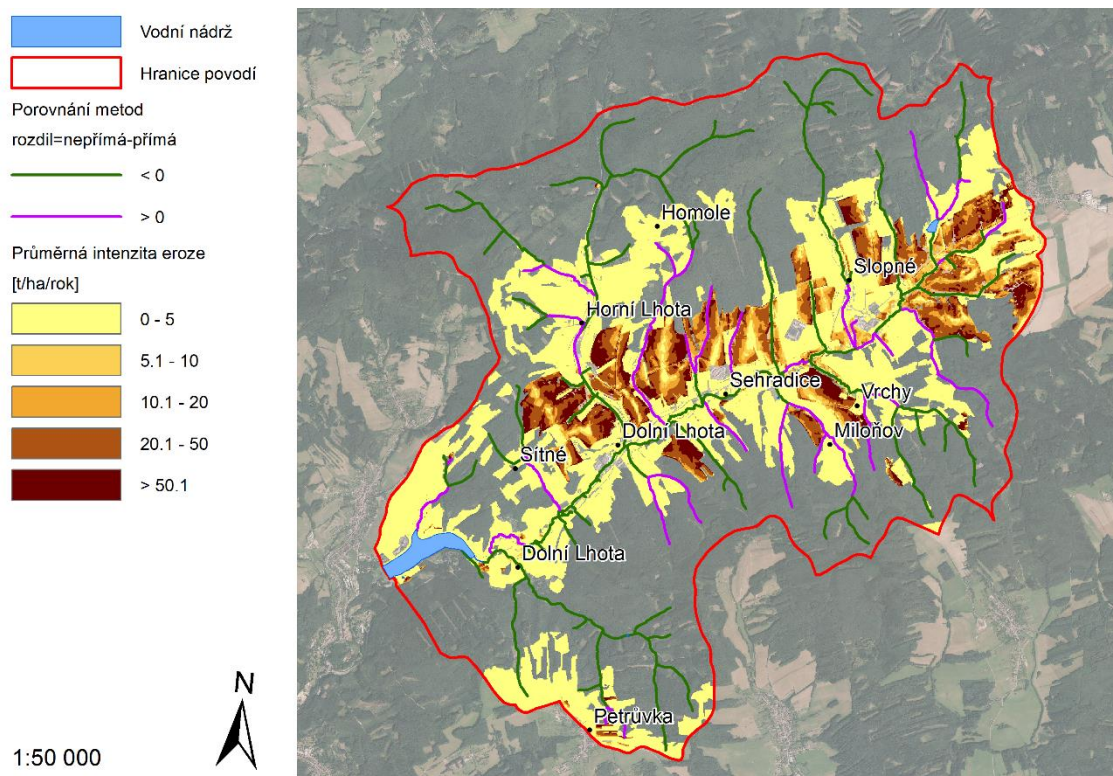 Vodní nádrž
Hranice povodí
Porovnání metod
rozdil=nepřímá-přímá
< 0
> 0
Průměrná intenzita eroze
[t/ha/rok]
0 - 5
5.1 - 10
10.1 - 20
20.1 - 50
> 50.1
N
1:50 000
Homole
Slopné
Horní Lhota
Sehradice
Vrchy
Dolní Lhota
Miloňov
Sítné
Dolní Lhota
Petrůvka